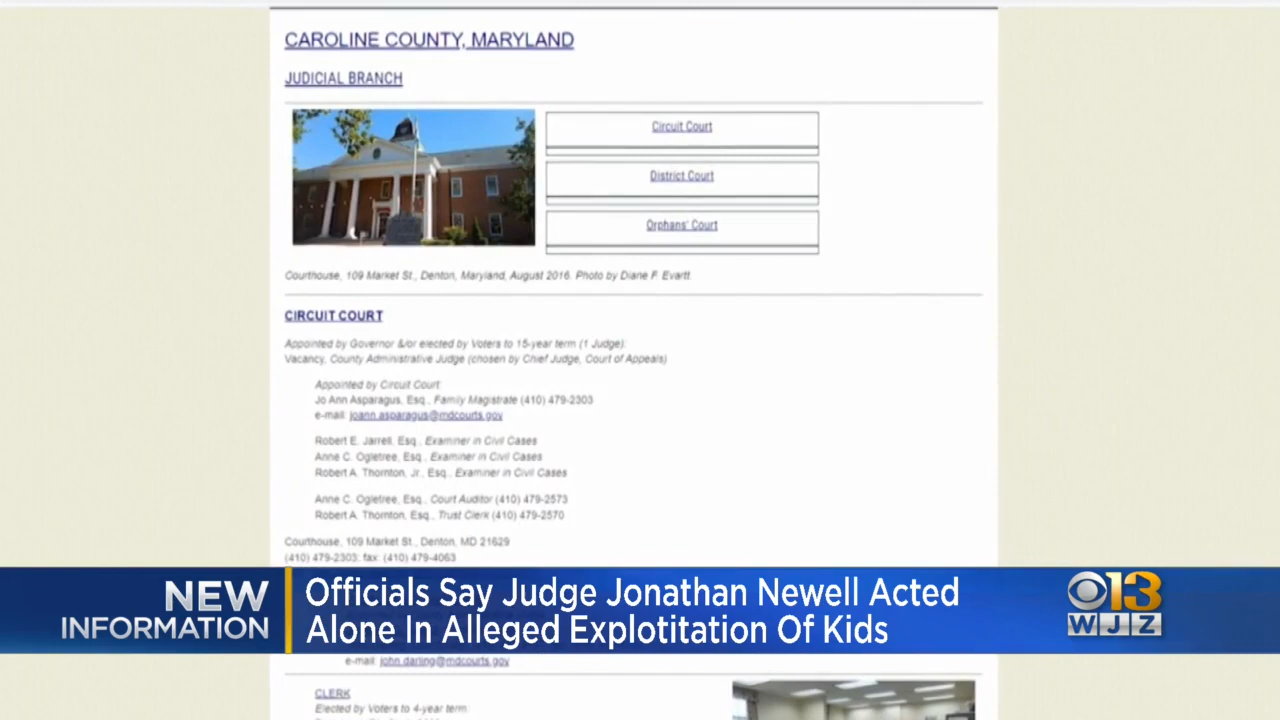 CAROLINE COUNTY, MARYLAND
JUDICIAL BRANCH
Circuit Court
District Court
Orphans' Court
Courthouse, 109 Market St., Denton, Maryland, August 2016. Photo by Diane F. Evartt.
CIRCUIT COURT
Appointed by Governor &/or elected by Voters to 15-year term (1 Judge):
Vacancy, County Administrative Judge (chosen by Chief Judge, Court of Appeals)
Appointed by Circuit Court:
Jo Ann Asparagus, Esq., Family Magistrate (410) 479-2303
e-mail: joann.asparagus@mdcourts.gov
Robert E. Jarrell, Esq., Examiner in Civil Cases
Anne C. Ogletree, Esq., Examiner in Civil Cases
Robert A. Thornton, Jr., Esq., Examiner in Civil Cases
Anne C. Ogletree, Esq., Court Auditor (410) 479-2573
Robert A. Thornton, Esq., Trust Clerk (410) 479-2570
Courthouse, 109 Market St., Denton, MD 21629
(410) 479-2303; fax: (410) 479-4063
NEW
INFORMATION
Officials Say Judge Jonathan Newell Acted
Alone In Alleged Explotitation Of Kids
13
WJZ
e-mail: john.darling@mdcourts.gov
CLERK
Elected by Voters to 4-year term: